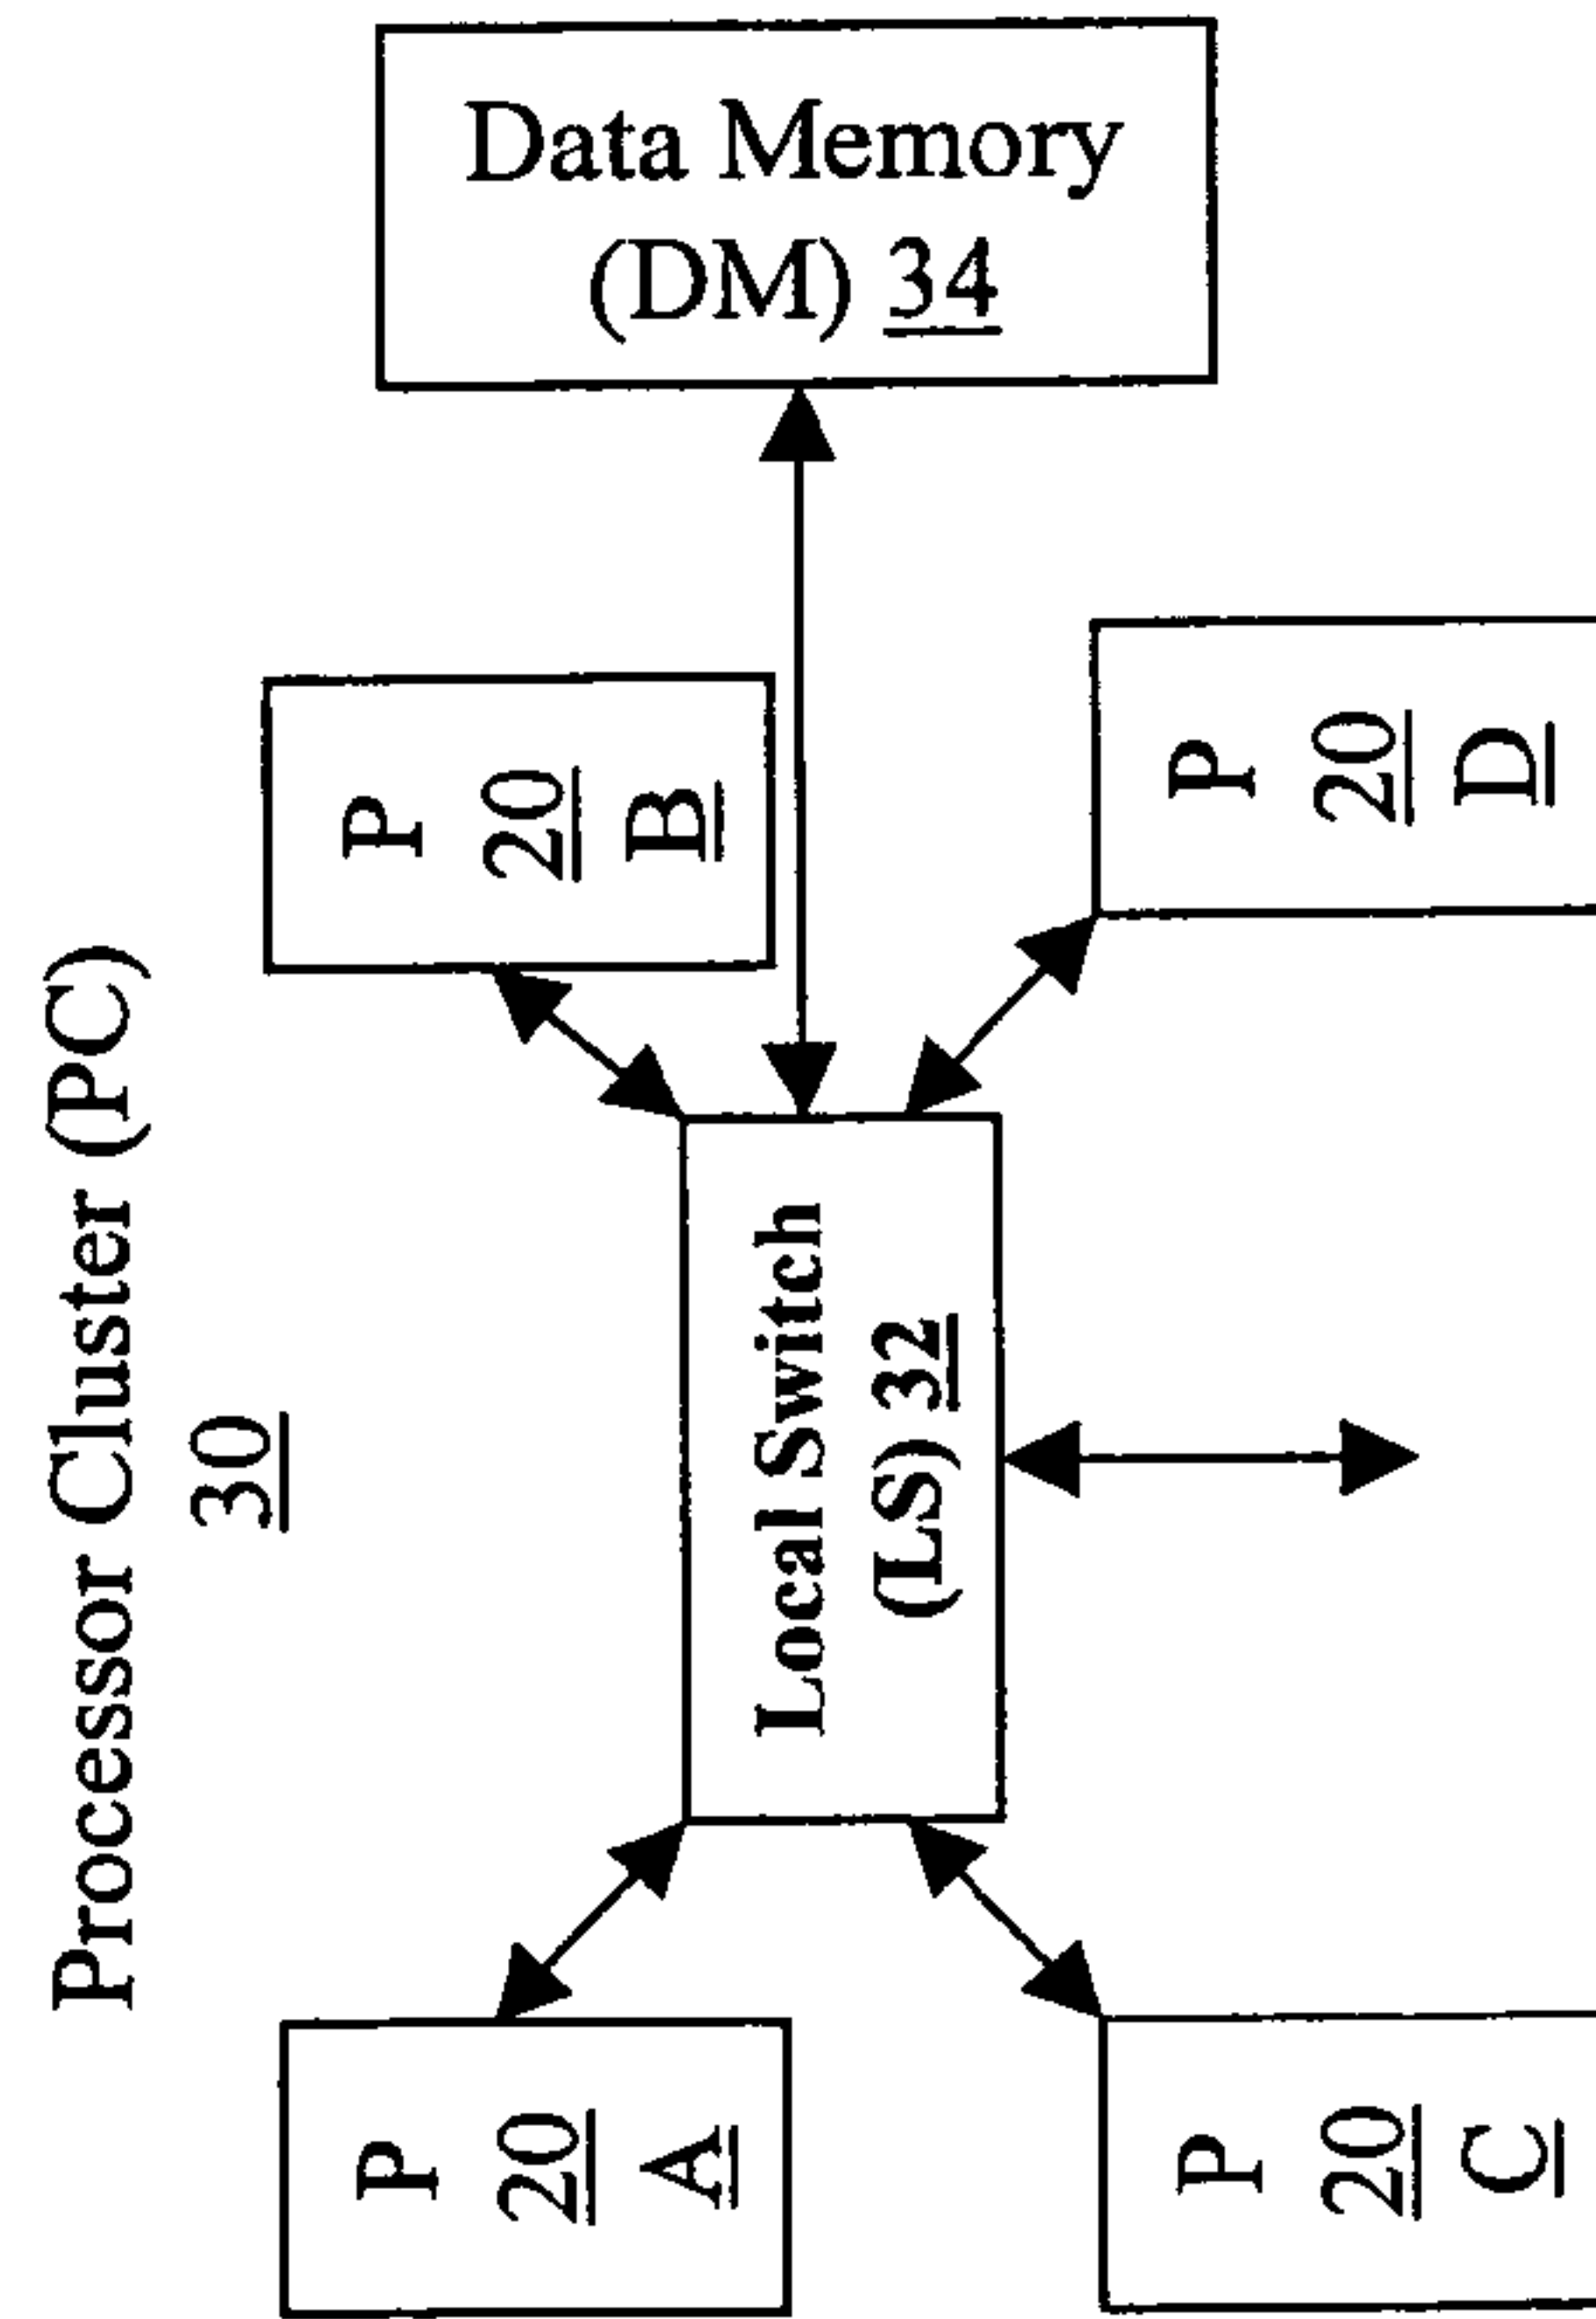 Processor Cluster (PC)
30
P
20
A
P
20
B
Local Switch
(LS) 32
P
20
C
P
20
D
Data Memory
(DM) 34